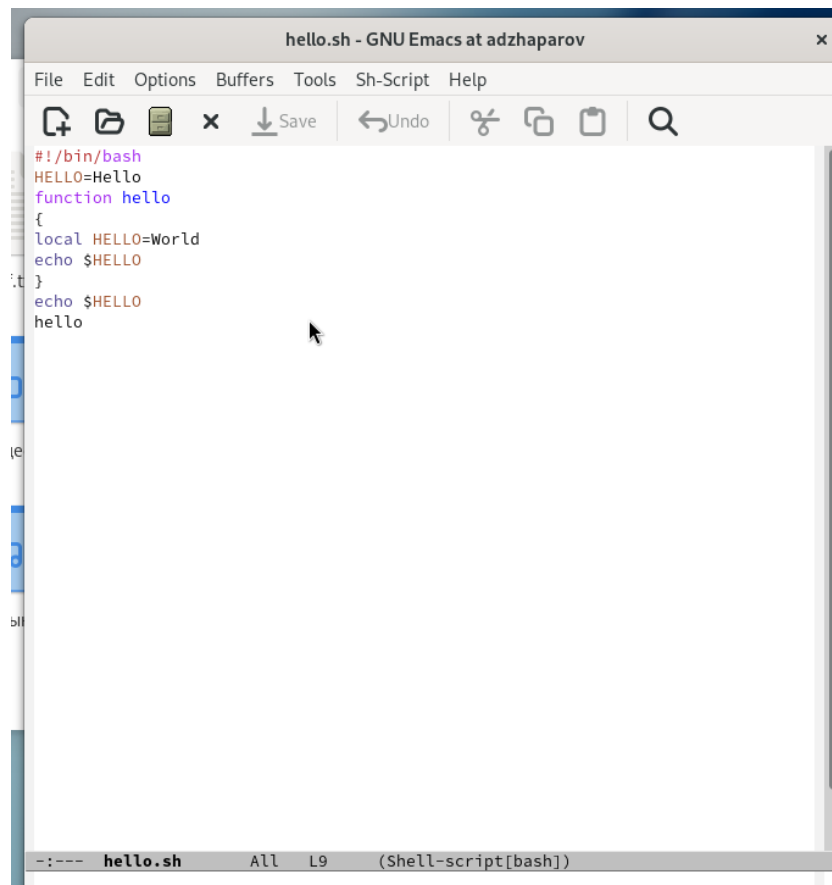 hello.sh - GNU Emacs at adzhaparov
File Edit Options Buffers Tools Sh-Script Help
Save Undo
#!/bin/bash
HELLO=Hello
function hello
{
local HELLO=World
echo $HELLO
}
echo $HELLO
hello
-:--- hello.sh All L9 (Shell-script[bash])